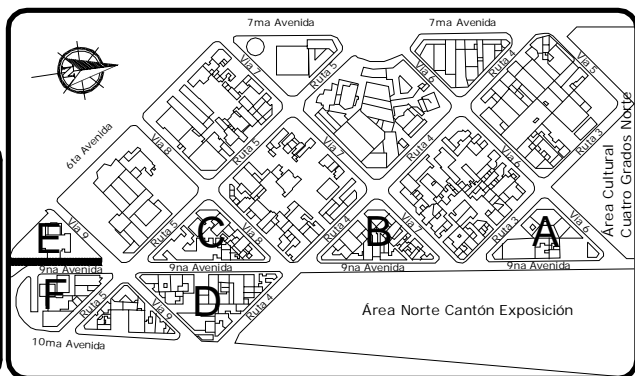 7ma Avenida
7ma Avenida
Vía 7
Ruta 5
Vía 6
Ruta 4
Vía 5
N
6ta Avenida
Vía 8
Ruta 5
Vía 7
Ruta 4
Vía 6
Ruta 3
Área Cultural
Cuatro Grados Norte
E
Vía 9
Ruta 5
C
Vía 8
Ruta 4
B
Ruta 3
A
Vía 6
9na Avenida
9na Avenida
9na Avenida
9na Avenida
F
Ruta 5
Vía 9
D
Ruta 4
Área Norte Cantón Exposición
10ma Avenida